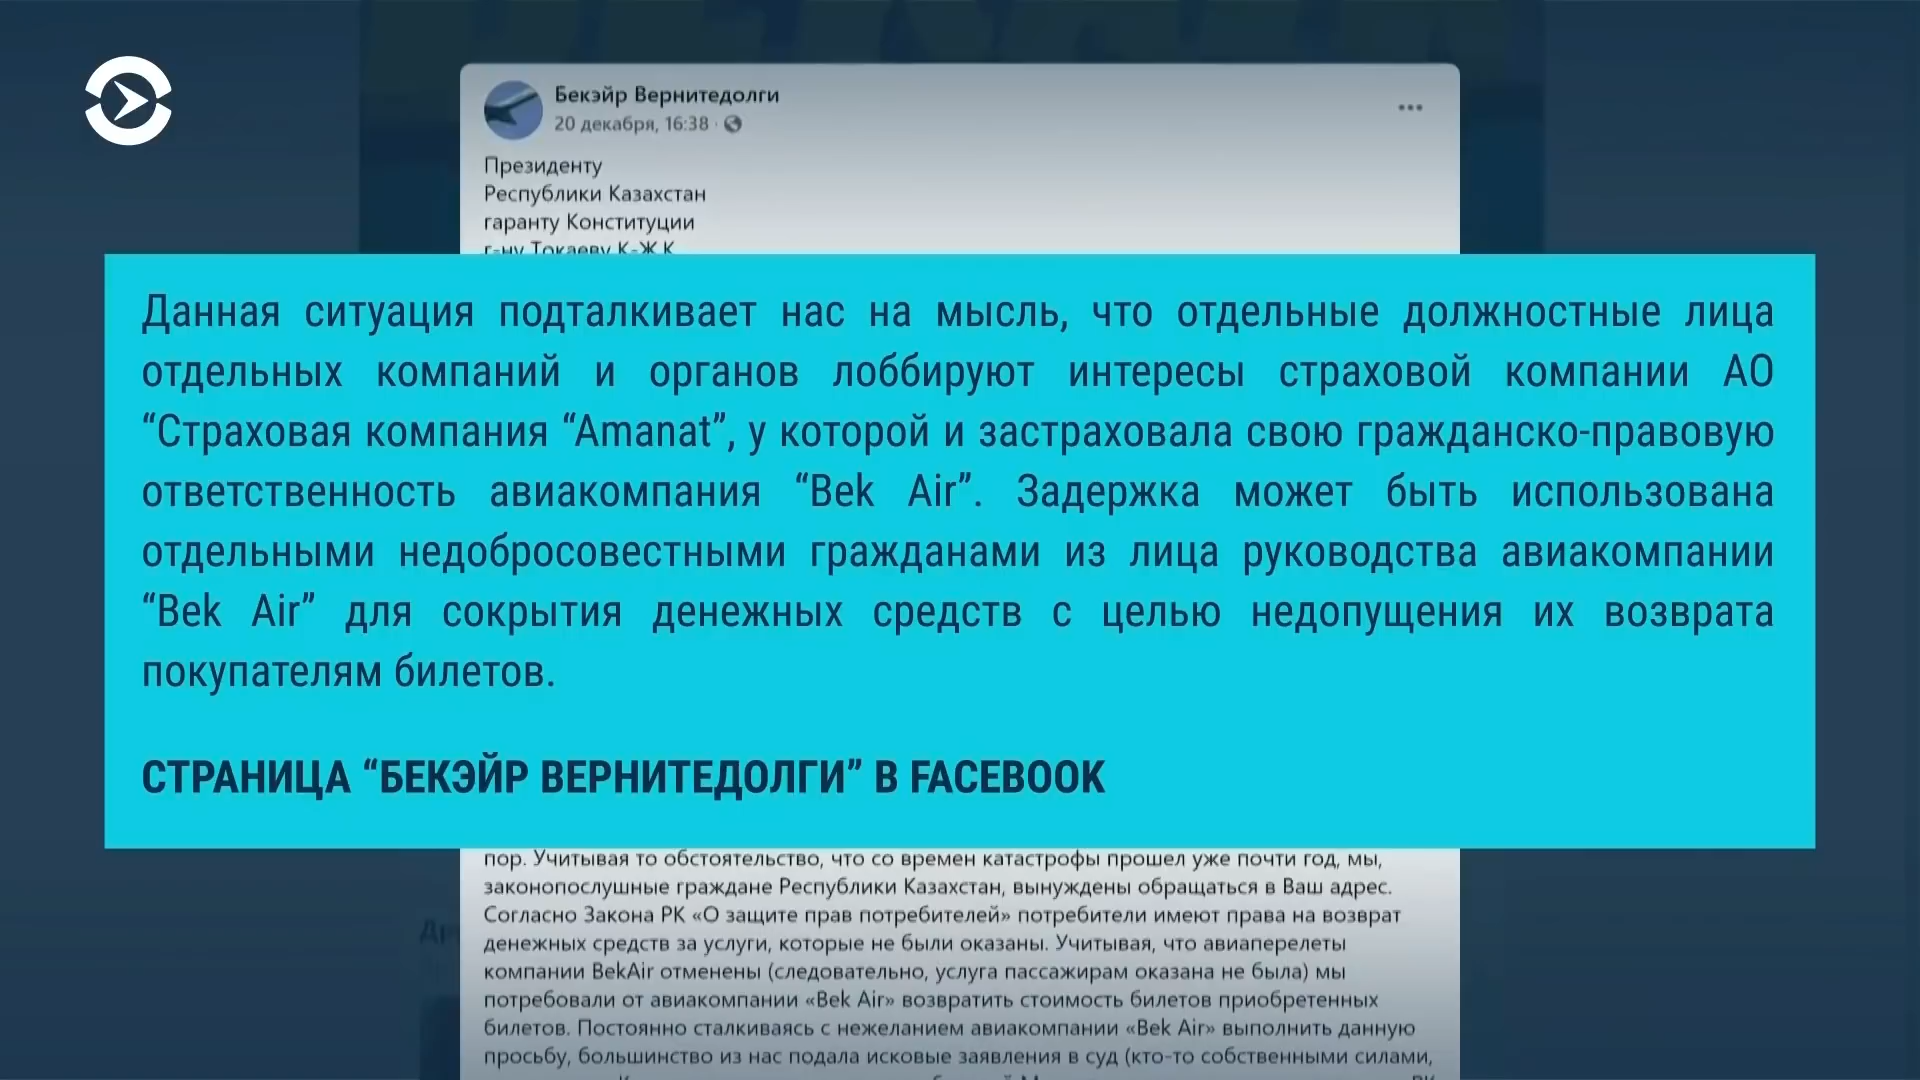 Бекэйр Вернитедолги
20 декабря, 16:38 ·
Президенту
Республики Казахстан
гаранту Конституции
г-ну Токаеву К-Ж.К
Данная ситуация подталкивает нас на мысль, что отдельные должностные лица
отдельных компаний и органов лоббируют интересы страховой компании АО
“Страховая компания “Amanat”, у которой и застраховала свою гражданско-правовую
ответственность авиакомпания “Bek Air”. Задержка может быть использована
отдельными недобросовестными гражданами из лица руководства авиакомпании
“Bek Air” для сокрытия денежных средств с целью недопущения их возврата
покупателям билетов.
СТРАНИЦА “БЕКЭЙР ВЕРНИТЕДОЛГИ” В FACEBOOK
пор. Учитывая то обстоятельство, что со времен катастрофы прошел уже почти год, мы,
законопослушные граждане Республики Казахстан, вынуждены обращаться в Ваш адрес.
Согласно Закона РК «О защите прав потребителей» потребители имеют права на возврат
денежных средств за услуги, которые не были оказаны. Учитывая, что авиаперелеты
компании BekAir отменены (следовательно, услуга пассажирам оказана не была) мы
потребовали от авиакомпании «Bek Air» возвратить стоимость билетов приобретенных
билетов. Постоянно сталкиваясь с нежеланием авиакомпании «Bek Air» выполнить данную
просьбу, большинство из нас подала исковые заявления в суд (кто-то собственными силами,